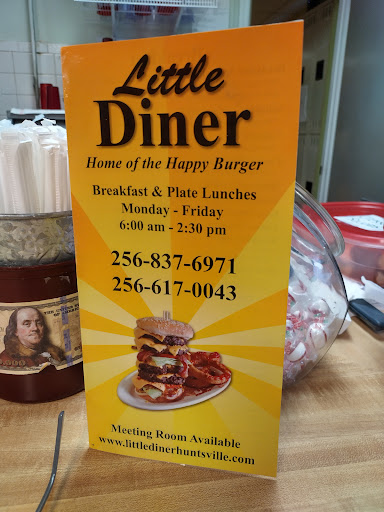 Little
Diner
Home of the Happy Burger
Breakfast & Plate Lunches
Monday - Friday
6:00 am - 2:30 pm
256-837-6971
256-617-0043
Meeting Room Available
www.littledinerhuntsville.com